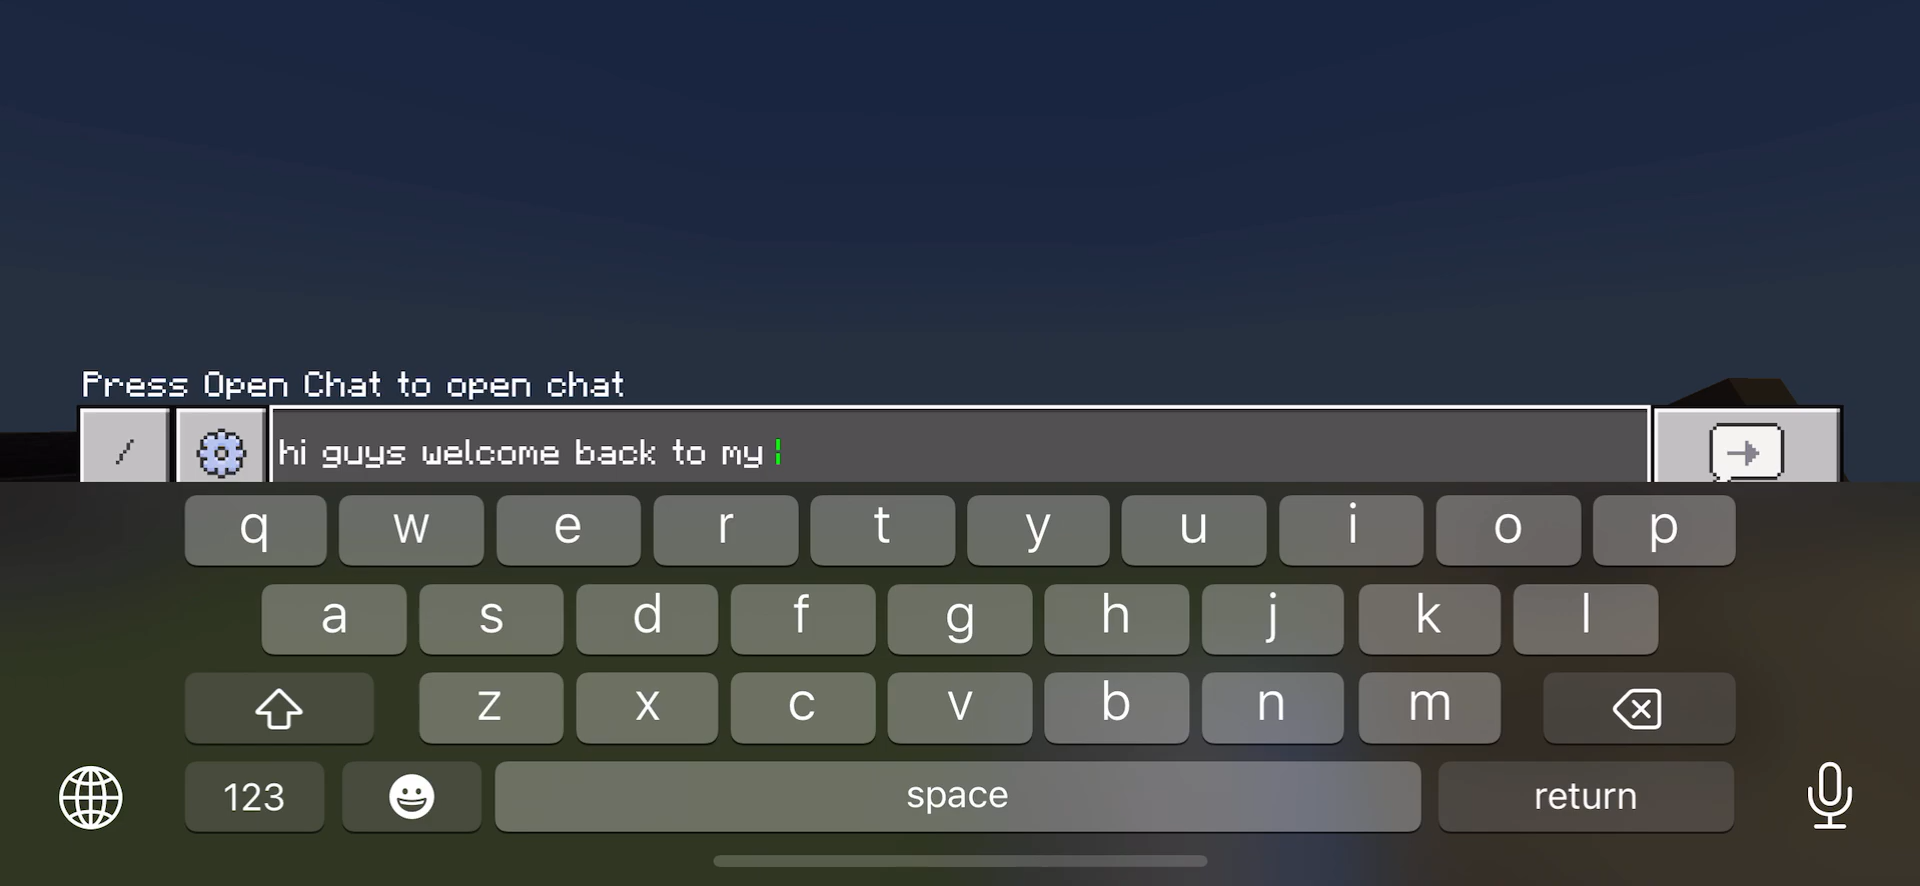 Press Open Chat to open chat
/
hi guys welcome back to my
q w e r t y u i o p
a s d f g h j k l
z x c v b n m
123 space return